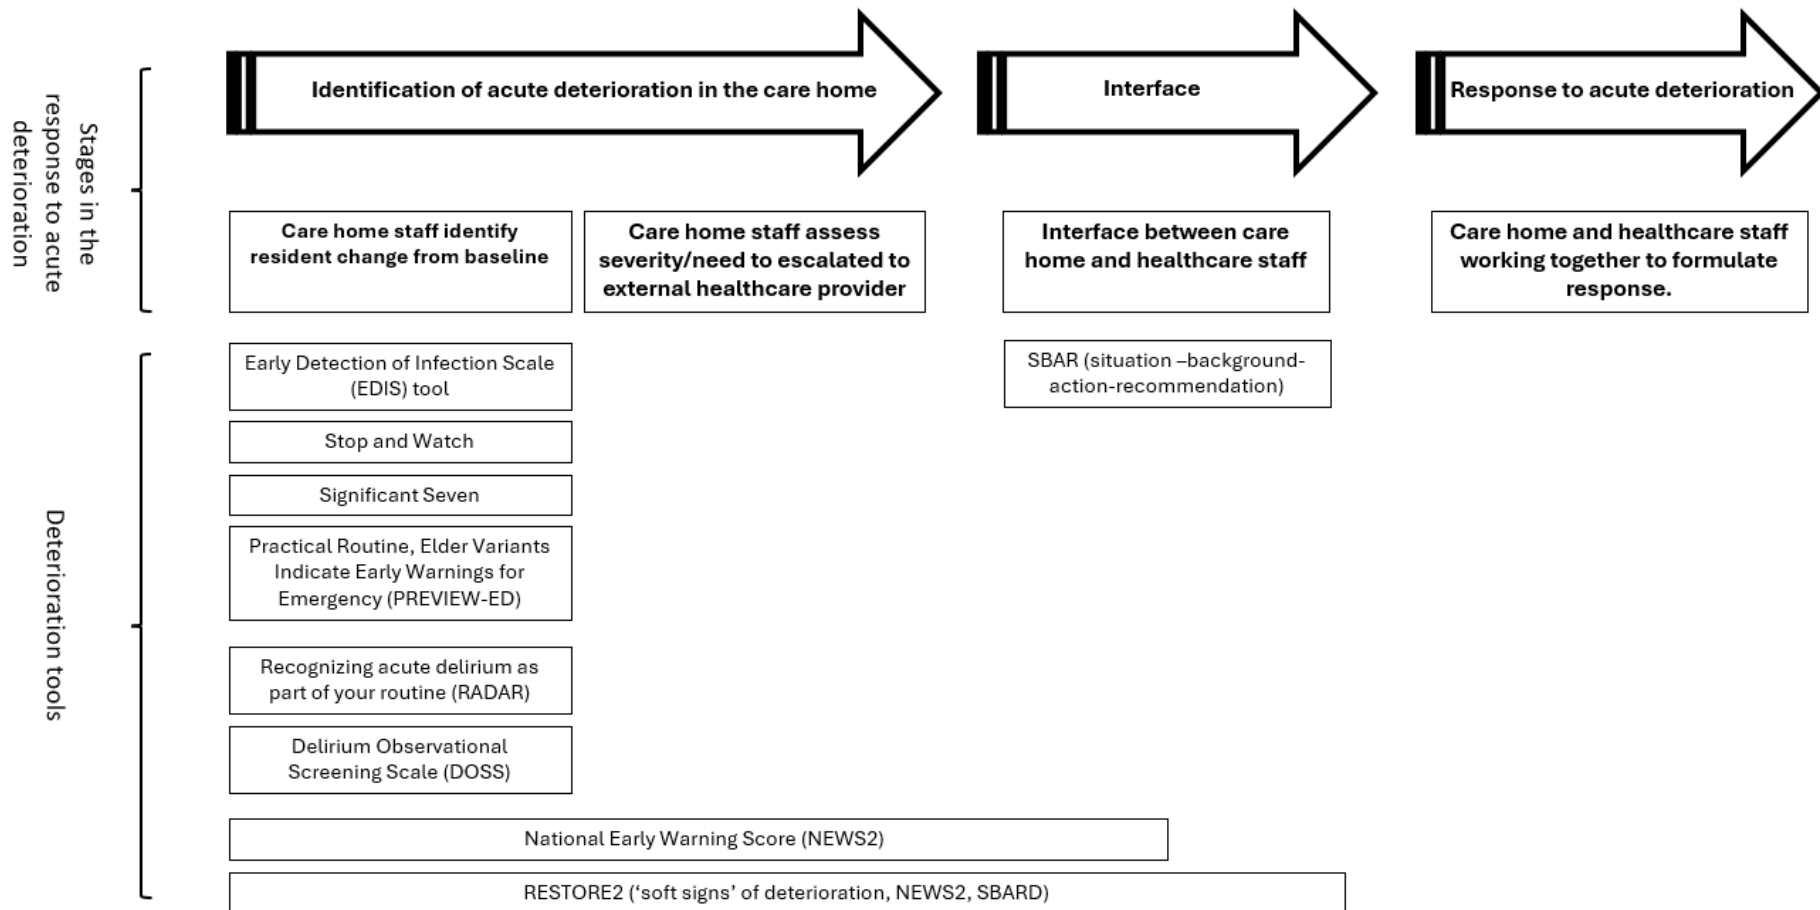 Stages in the
response to acute
deterioration
Identification of acute deterioration in the care home
Interface
Response to acute deterioration
Care home staff identify
resident change from baseline
Care home staff assess
severity/need to escalated to
external healthcare provider
Interface between care
home and healthcare staff
Care home and healthcare staff
working together to formulate
response.
Deterioration tools
Early Detection of Infection Scale
(EDIS) tool
SBAR (situation –background-
action-recommendation)
Stop and Watch
Significant Seven
Practical Routine, Elder Variants
Indicate Early Warnings for
Emergency (PREVIEW-ED)
Recognizing acute delirium as
part of your routine (RADAR)
Delirium Observational
Screening Scale (DOSS)
National Early Warning Score (NEWS2)
RESTORE2 (‘soft signs’ of deterioration, NEWS2, SBARD)